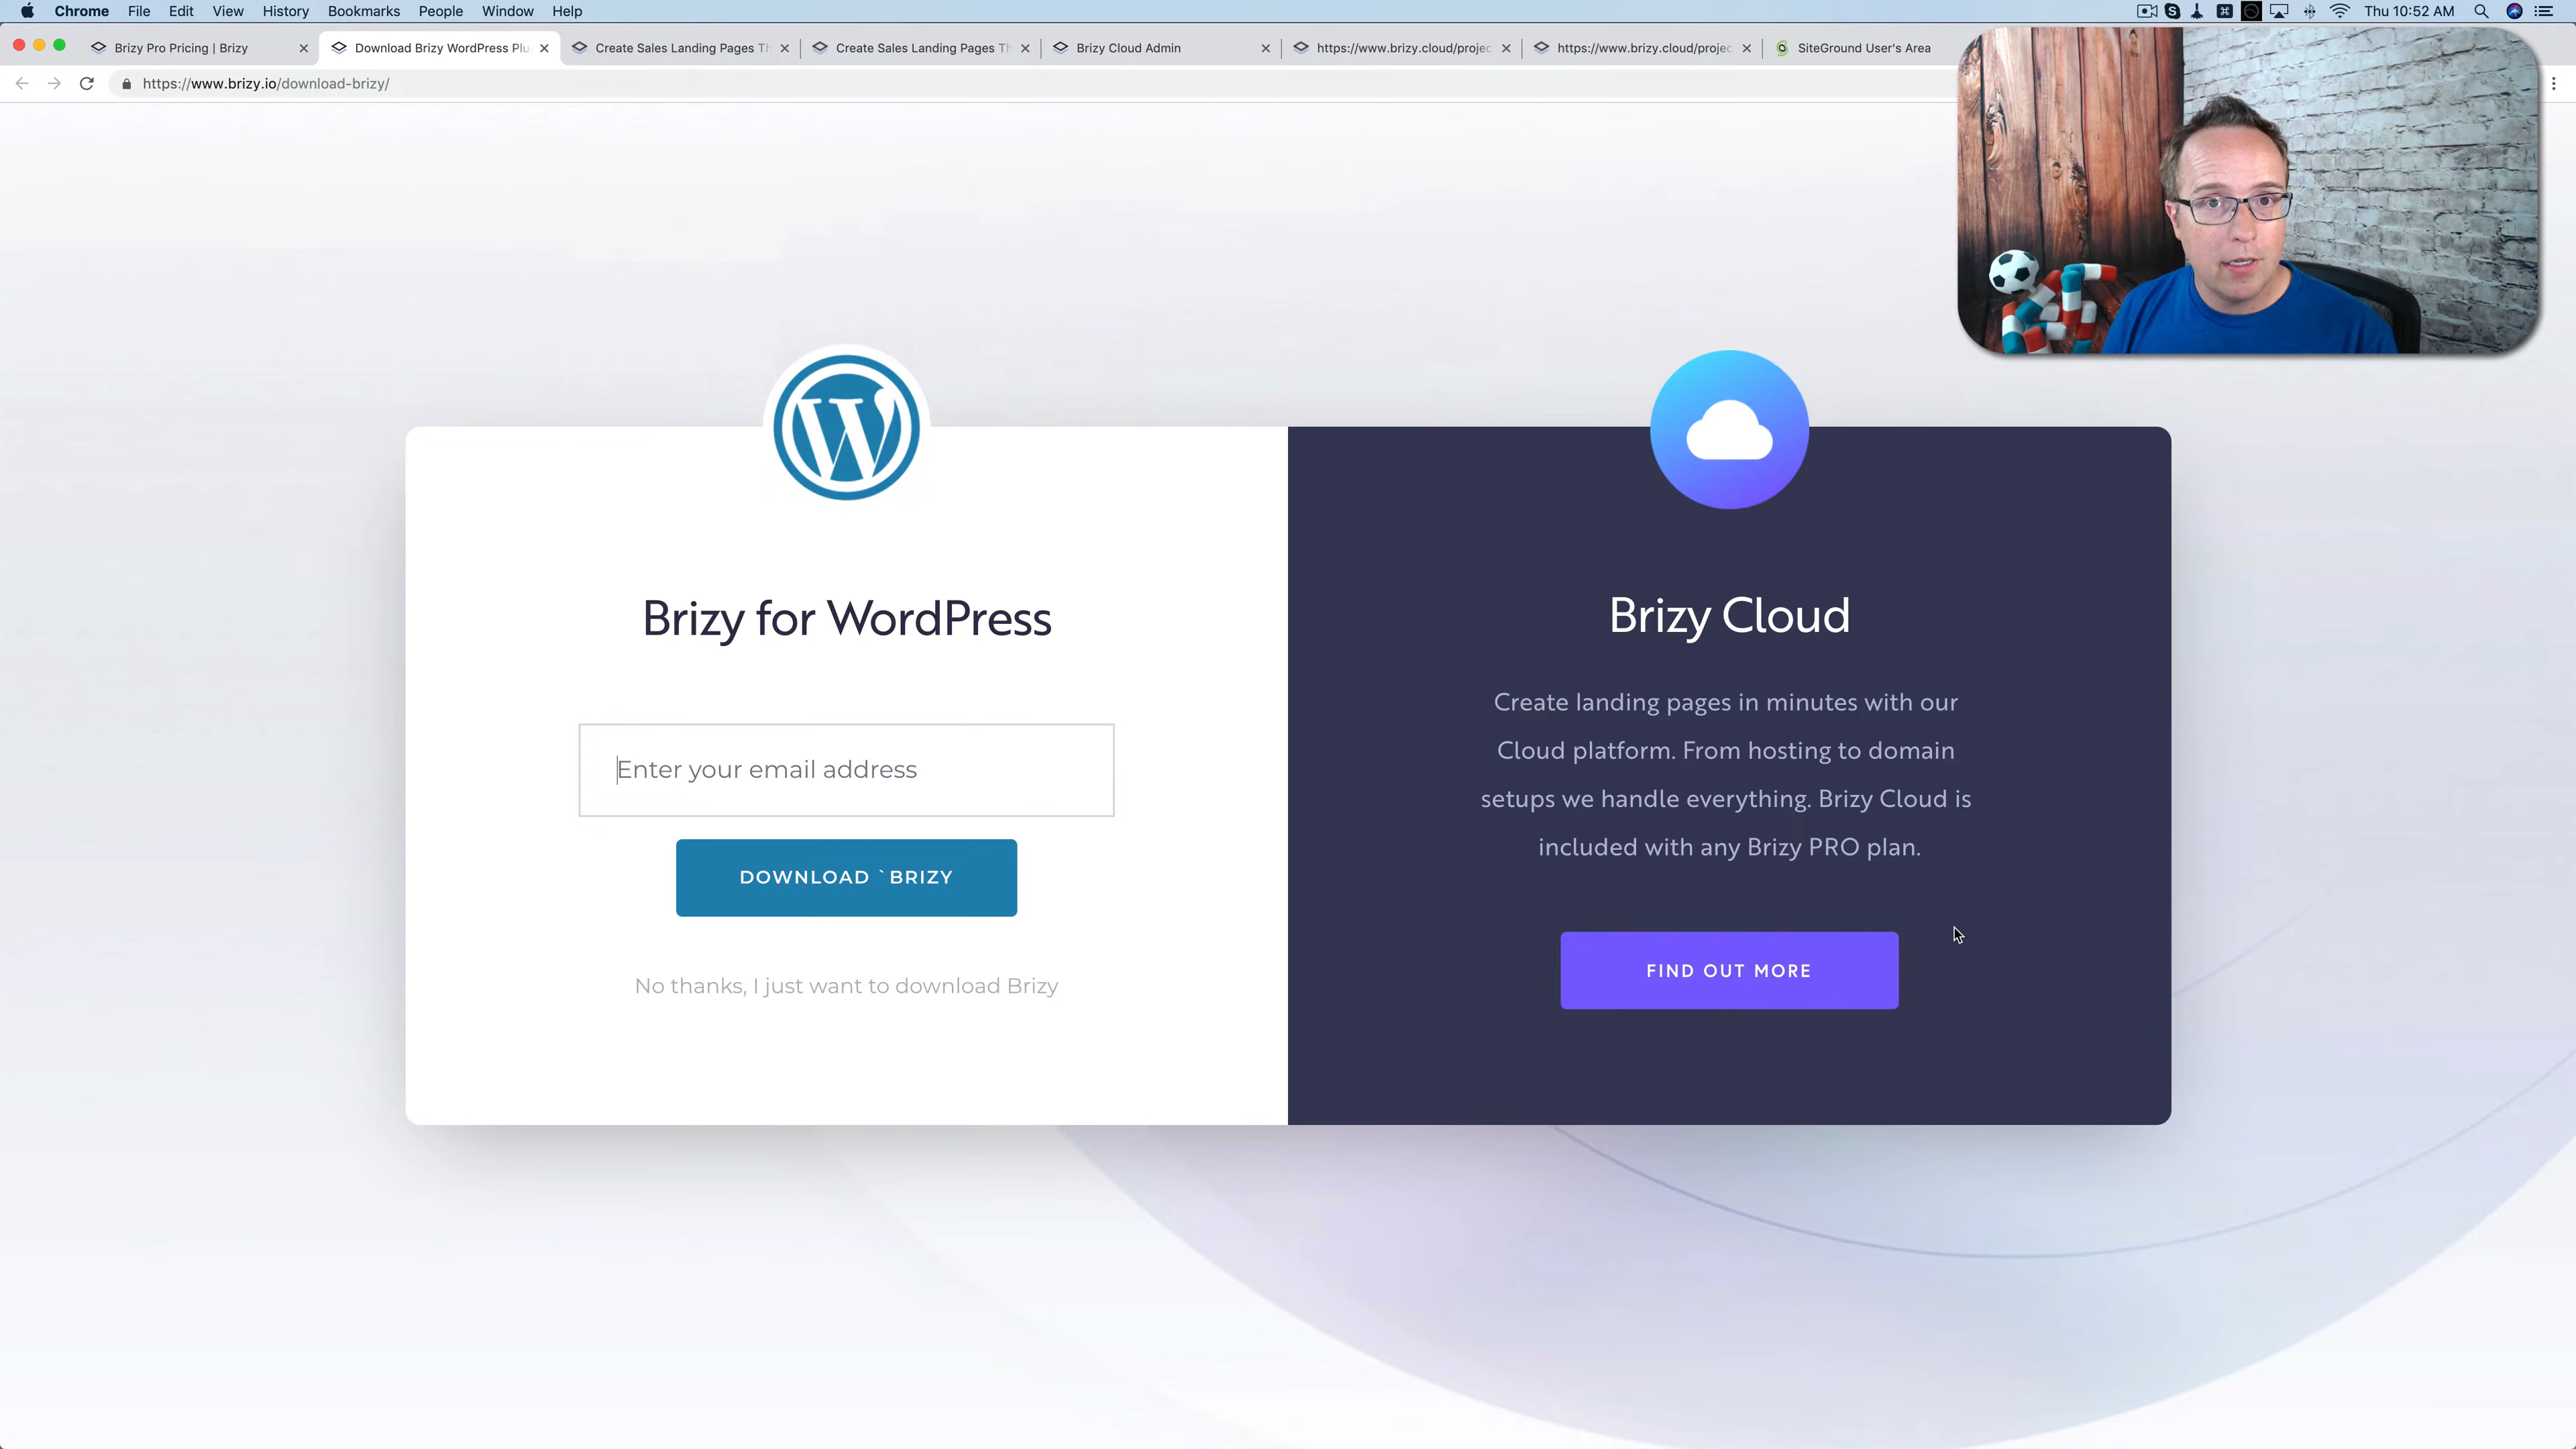 Chrome File Edit View History Bookmarks People Window Help
Thu 10:52 AM
Brizy Pro Pricing | Brizy
Download Brizy WordPress Plu
Create Sales Landing Pages Th
Create Sales Landing Pages Th
Brizy Cloud Admin
https://www.brizy.cloud/projec
https://www.brizy.cloud/projec
SiteGround User's Area
https://www.brizy.io/download-brizy/
Brizy for WordPress
Enter your email address
DOWNLOAD `BRIZY
No thanks, I just want to download Brizy
Brizy Cloud
Create landing pages in minutes with our
Cloud platform. From hosting to domain
setups we handle everything. Brizy Cloud is
included with any Brizy PRO plan.
FIND OUT MORE